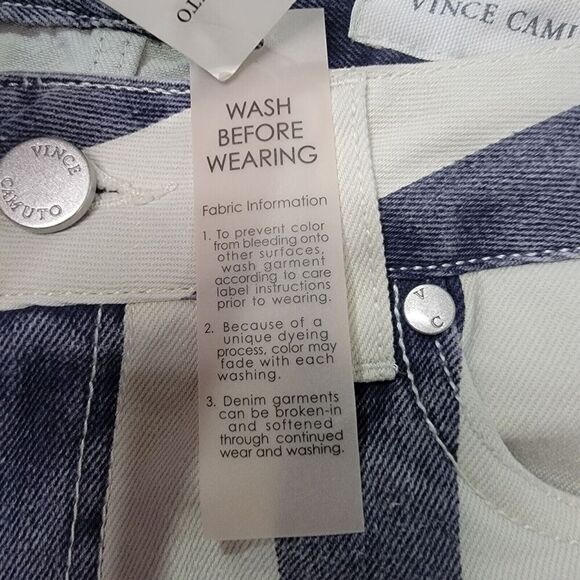 VINCE
VINCE
CAMUTO
WASH
BEFORE
WEARING
Fabric Information
1. To prevent color
from bleeding onto
other surfaces,
wash garment
according to care
label instructions
prior to wearing.
2. Because of a
unique dyeing
process, color may
fade with each
washing.
3. Denim garments
can be broken-in
and softened
through continued
wear and washing.
V
C